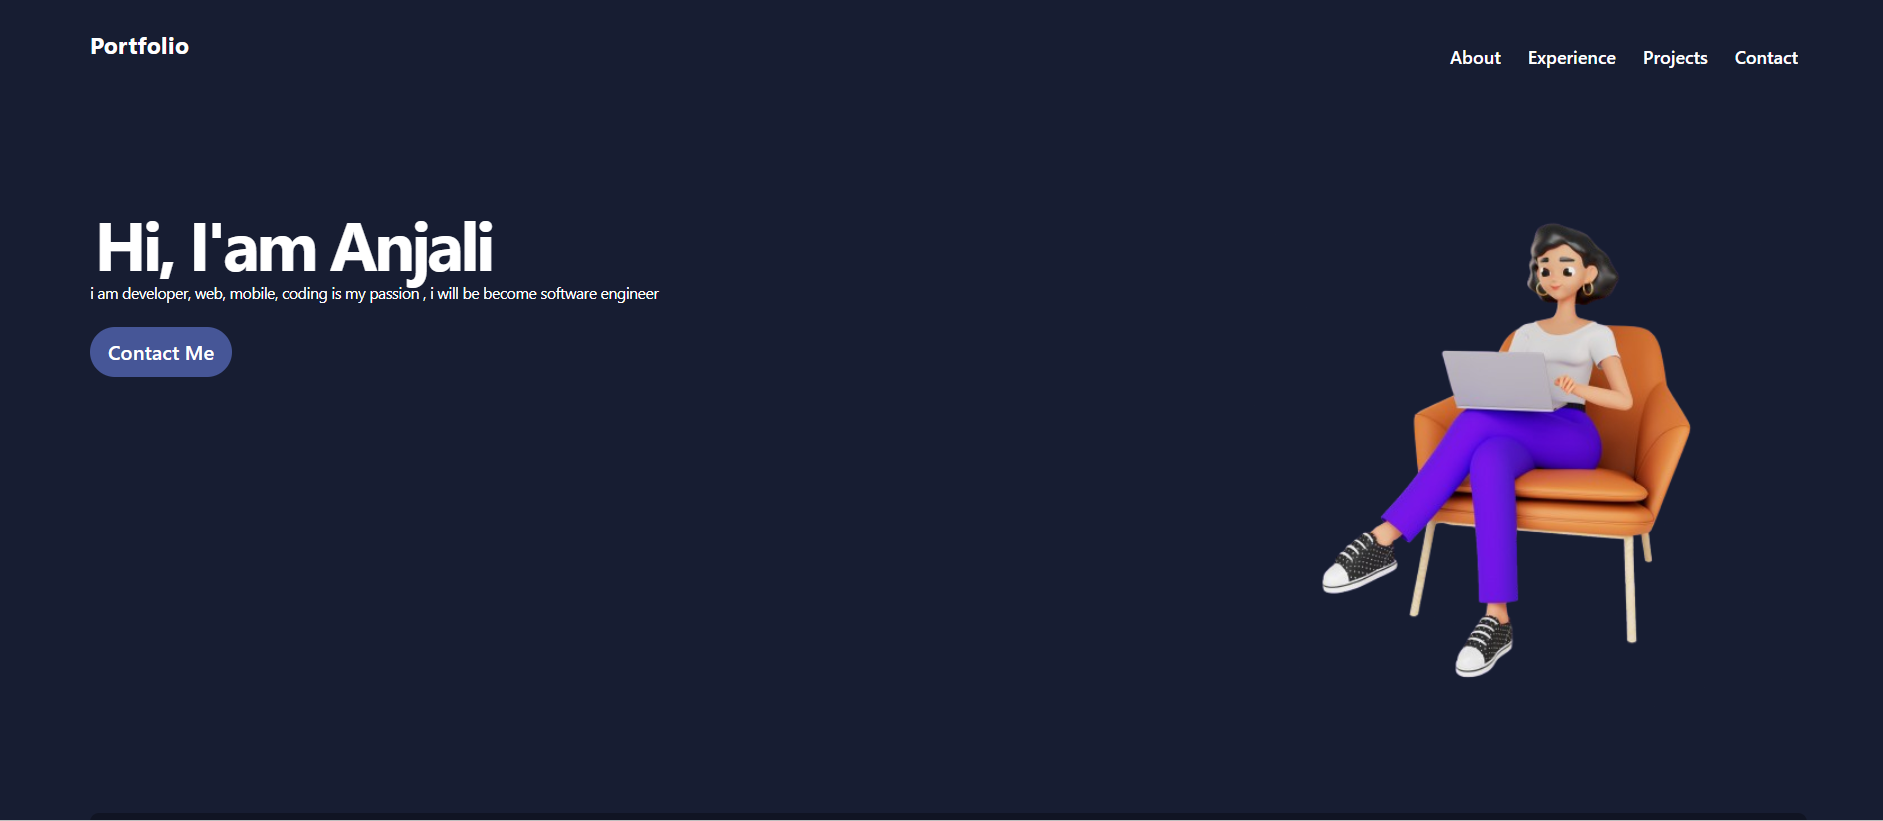 Portfolio
About Experience Projects Contact
Hi, I'am Anjali
i am developer, web, mobile, coding is my passion , i will be become software engineer
Contact Me